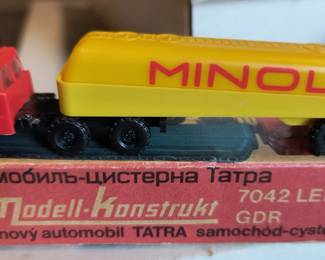 MINOL
мобиль-цистерна Татра
Modell-Konstrukt
7042 LE
GDR
nový automobil TATRA samochód-cyst